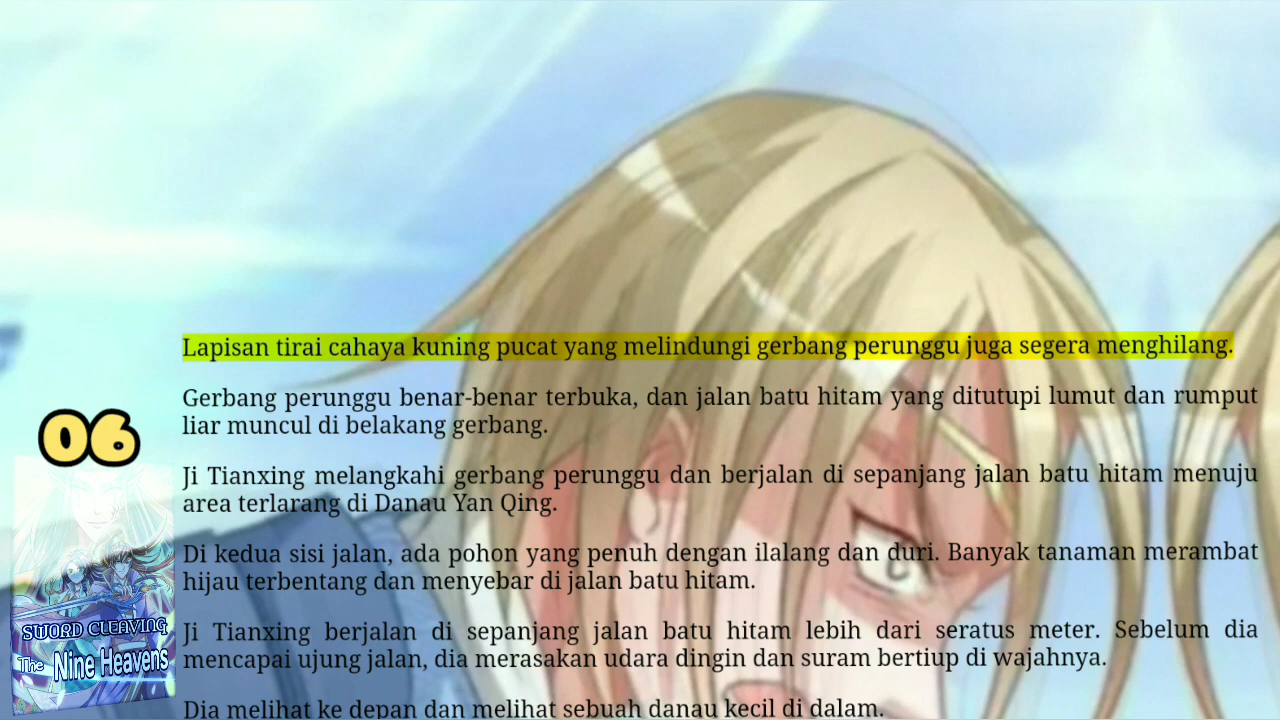 Lapisan tirai cahaya kuning pucat yang melindungi gerbang perunggu juga segera menghilang.
Gerbang perunggu benar-benar terbuka, dan jalan batu hitam yang ditutupi lumut dan rumput
liar muncul di belakang gerbang.
Ji Tianxing melangkahi gerbang perunggu dan berjalan di sepanjang jalan batu hitam menuju
area terlarang di Danau Yan Qing.
Di kedua sisi jalan, ada pohon yang penuh dengan ilalang dan duri. Banyak tanaman merambat
hijau terbentang dan menyebar di jalan batu hitam.
Ji Tianxing berjalan di sepanjang jalan batu hitam lebih dari seratus meter. Sebelum dia
mencapai ujung jalan, dia merasakan udara dingin dan suram bertiup di wajahnya.
Dia melihat ke depan dan melihat sebuah danau kecil di dalam.
06
SWORD CLEAVING
The Nine Heavens